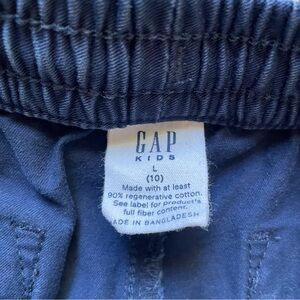 GAP
KIDS
L
(10)
Made with at least
90% regenerative cotton.
See label for product's
full fiber content.
MADE IN BANGLADESH